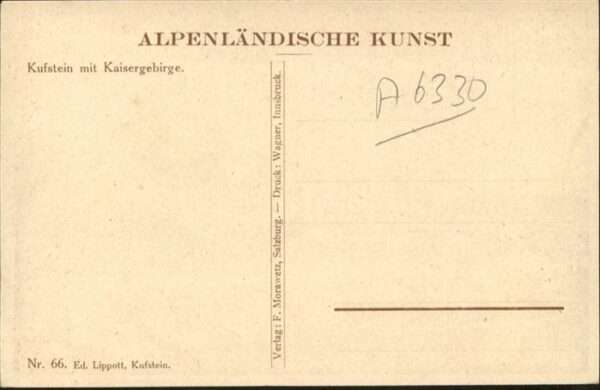 ALPENLÄNDISCHE KUNST
Kufstein mit Kaisergebirge.
A 6330
Verlag: F. Morawetz, Salzburg. — Druck: Wagner, Innsbruck.
Nr. 66. Ed. Lippott, Kufstein.